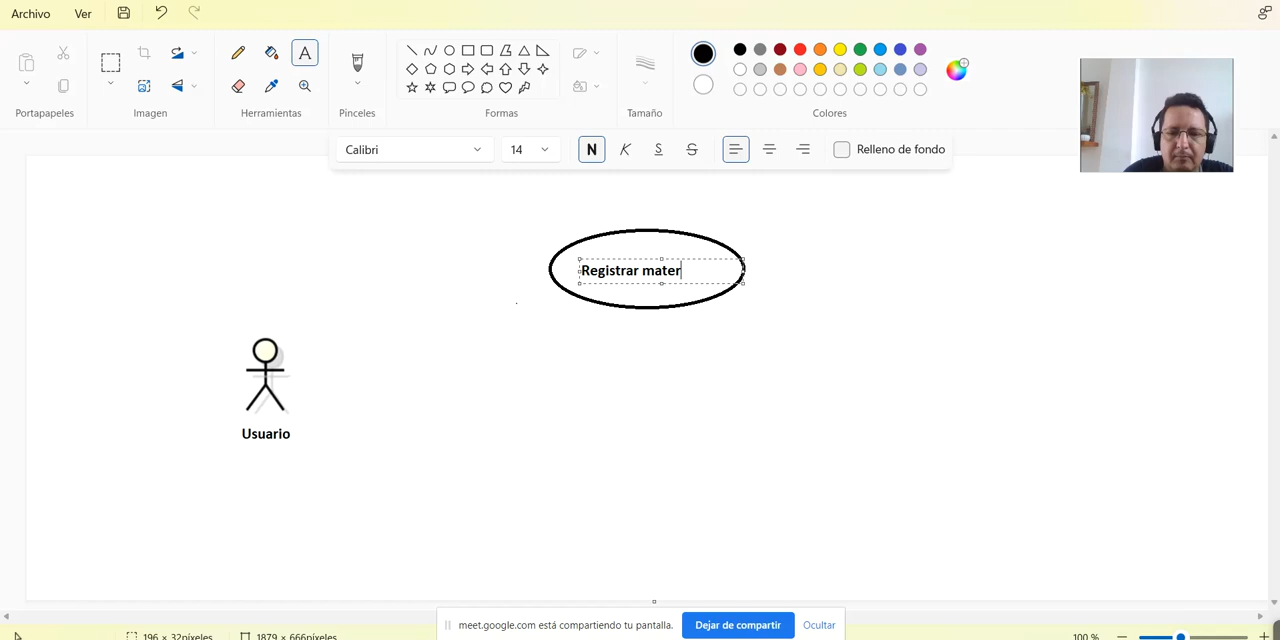 Archivo Ver
Portapapeles Imagen Herramientas Pinceles Formas Tamaño Colores
Calibri 14 N K S S Relleno de fondo
Registrar mater
Usuario
meet.google.com está compartiendo tu pantalla. Dejar de compartir Ocultar
196 × 32píxeles 1879 × 666píxeles 100 %